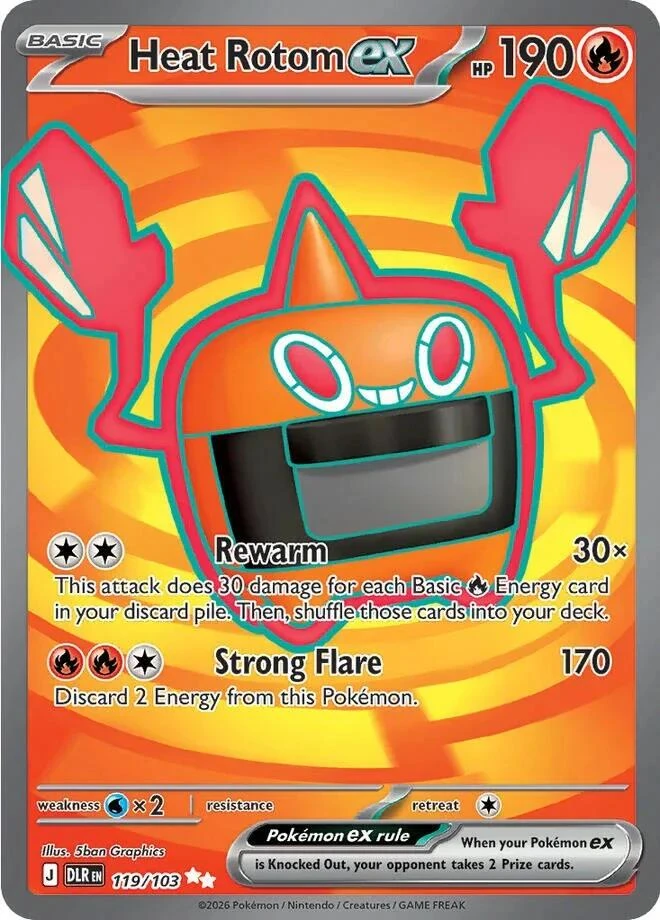 BASIC
Heat Rotom ex HP 190
Rewarm 30×
This attack does 30 damage for each Basic Energy card
in your discard pile. Then, shuffle those cards into your deck.
Strong Flare 170
Discard 2 Energy from this Pokémon.
weakness ×2 resistance retreat
Illus. 5ban Graphics
Pokémon ex rule
When your Pokémon ex
is Knocked Out, your opponent takes 2 Prize cards.
J DLR EN 119/103
©2026 Pokémon / Nintendo / Creatures / GAME FREAK